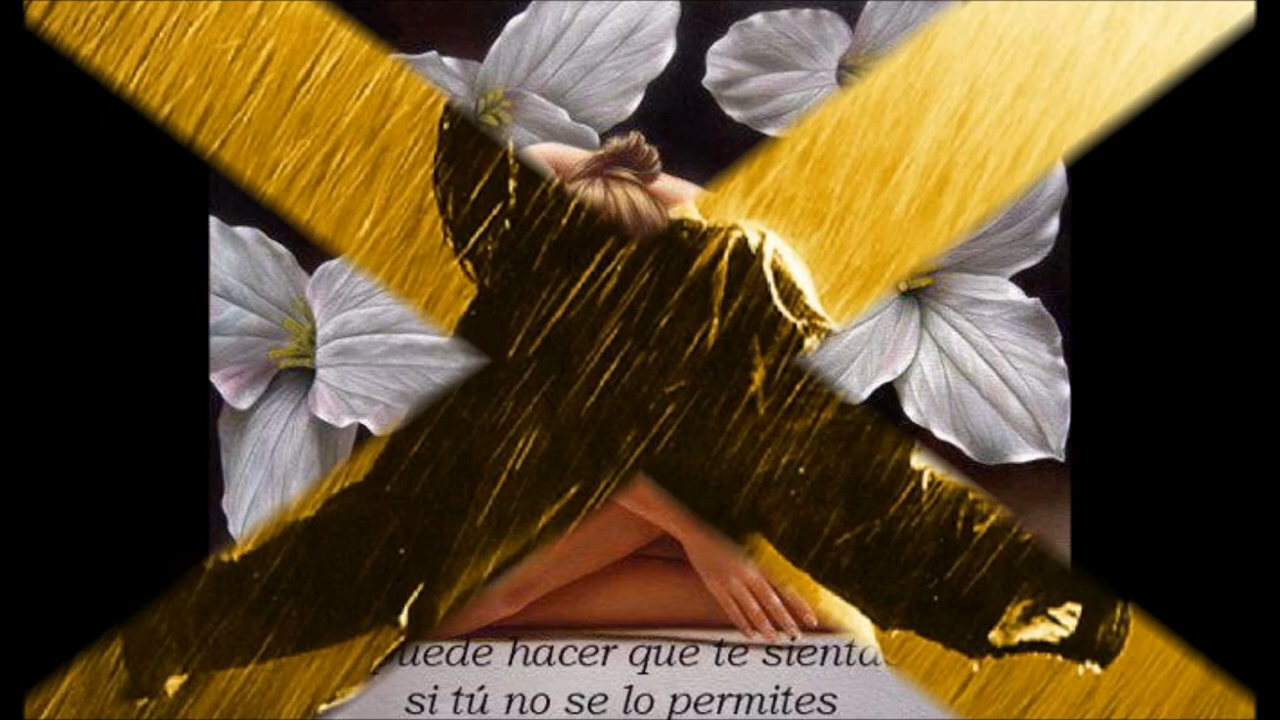 hacer que te
si tú no se lo permites